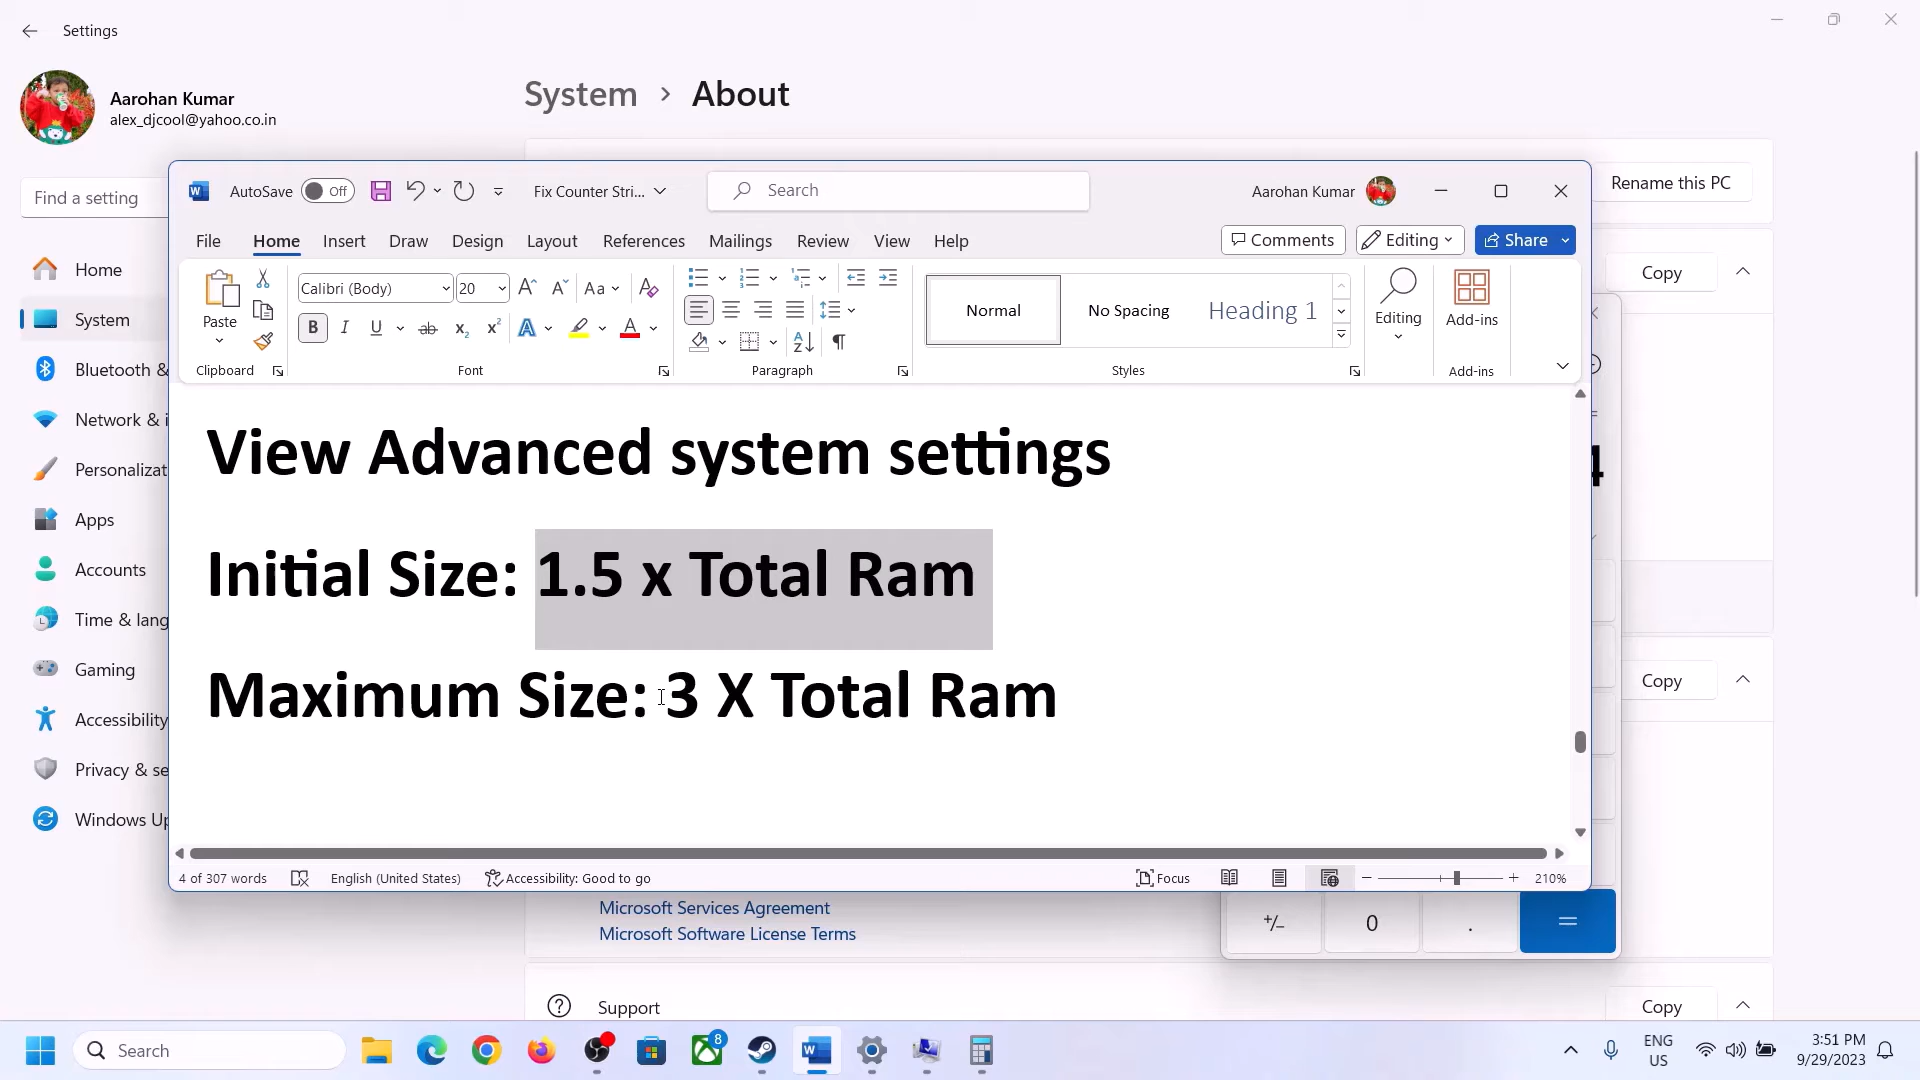 Settings
Aarohan Kumar
alex_djcool@yahoo.co.in
System > About
Find a setting
Home
System
Bluetooth &
Network & i
Personalizat
Apps
Accounts
Time & lang
Gaming
Accessibility
Privacy & se
Windows Up
Rename this PC
Copy
Copy
AutoSave Off
Fix Counter Stri...
Search
Aarohan Kumar
File Home Insert Draw Design Layout References Mailings Review View Help
Comments
Editing
Share
Paste
Clipboard
Calibri (Body) 20
Font
Paragraph
Normal
No Spacing
Heading 1
Styles
Editing
Add-ins
Add-ins
View Advanced system settings
Initial Size: 1.5 x Total Ram
Maximum Size: 3 X Total Ram
4 of 307 words
English (United States)
Accessibility: Good to go
Focus
210%
Microsoft Services Agreement
Microsoft Software License Terms
+/− 0 . =
Support
Copy
Search
8
ENG
US
3:51 PM
9/29/2023